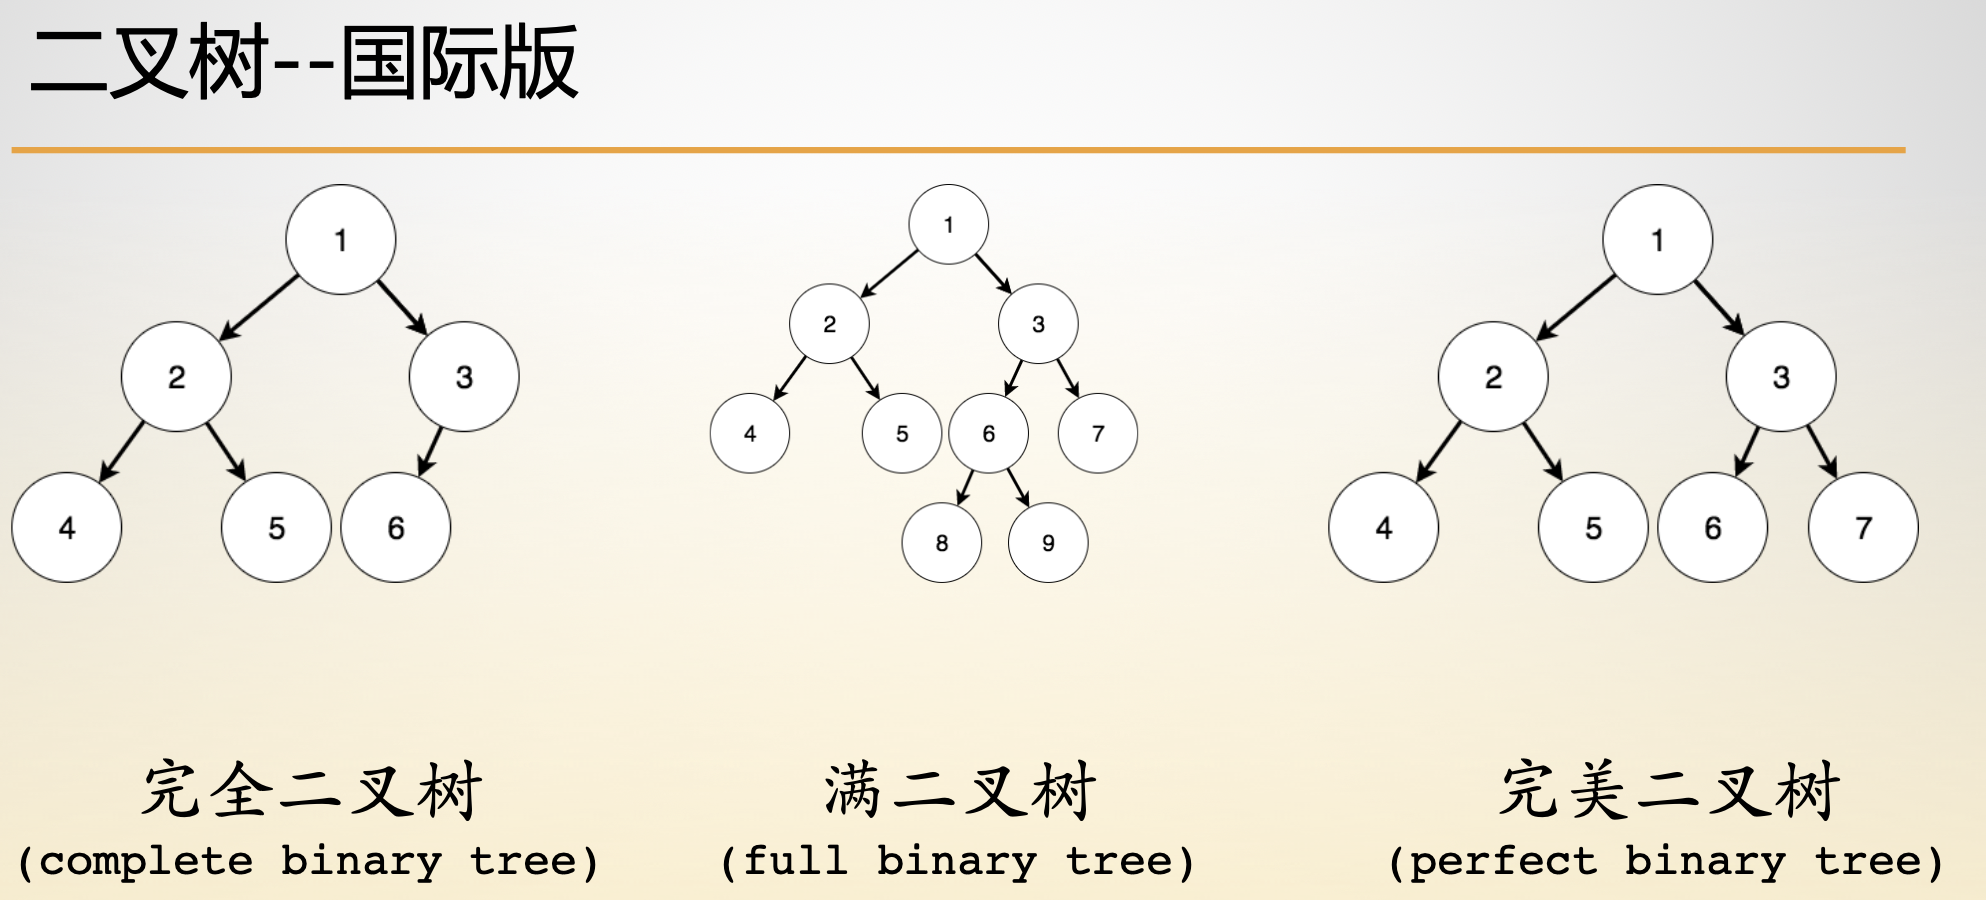 二叉树--国际版
1
2 3
4 5 6
1
2 3
4 5 6 7
8 9
1
2 3
4 5 6 7
完全二叉树
(complete binary tree)
满二叉树
(full binary tree)
完美二叉树
(perfect binary tree)